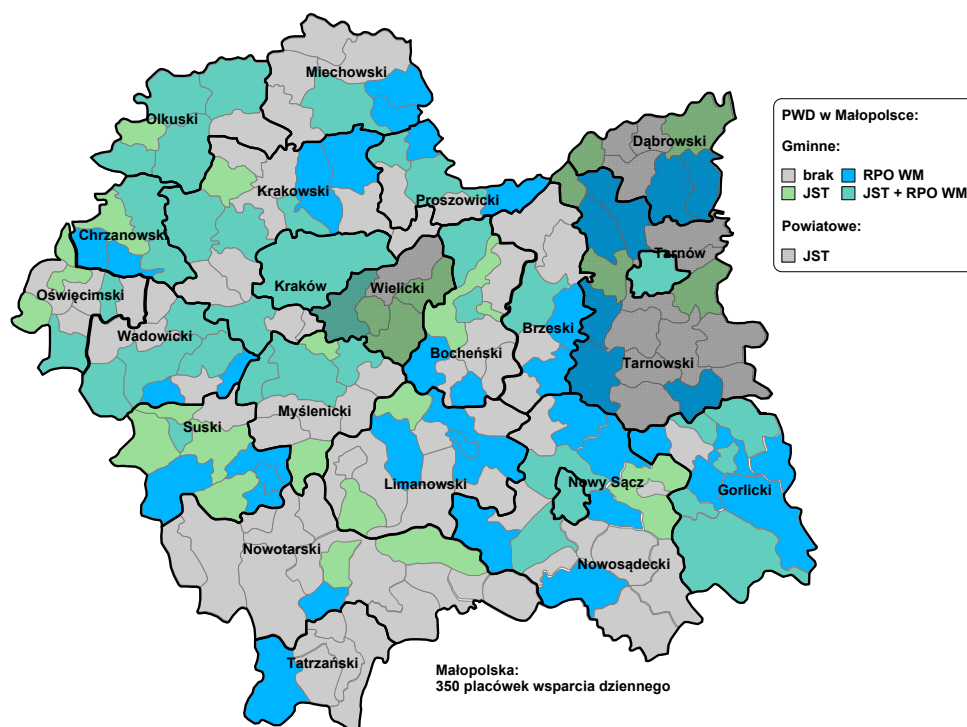 Miechowski
Olkuski
Dąbrowski
Krakowski
Proszowicki
Chrzanowski
Tarnów
Kraków
Wielicki
Oświęcimski
Wadowicki
Brzeski
Bocheński
Tarnowski
Myślenicki
Suski
Limanowski
Nowy Sącz
Gorlicki
Nowotarski
Nowosądecki
Tatrzański
Małopolska:
350 placówek wsparcia dziennego
PWD w Małopolsce:
Gminne:
brak RPO WM
JST JST + RPO WM
Powiatowe:
JST